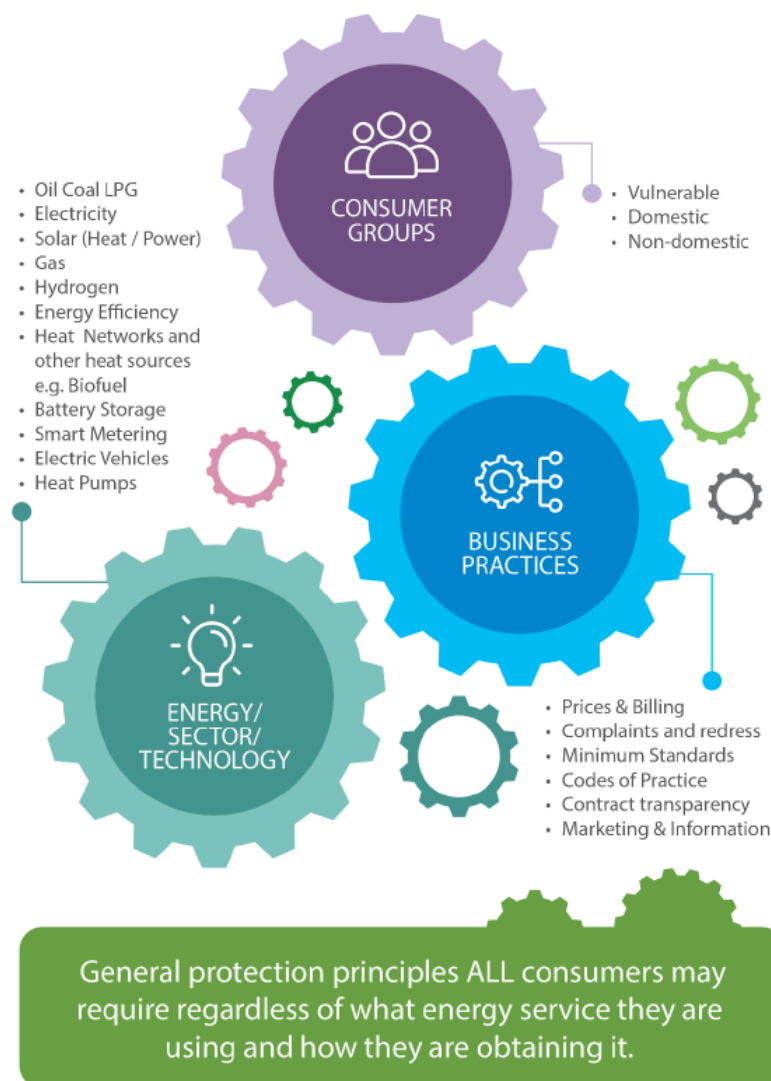 CONSUMER
GROUPS
• Vulnerable
• Domestic
• Non-domestic
• Oil Coal LPG
• Electricity
• Solar (Heat / Power)
• Gas
• Hydrogen
• Energy Efficiency
• Heat Networks and
other heat sources
e.g. Biofuel
• Battery Storage
• Smart Metering
• Electric Vehicles
• Heat Pumps
BUSINESS
PRACTICES
ENERGY/
SECTOR/
TECHNOLOGY
• Prices & Billing
• Complaints and redress
• Minimum Standards
• Codes of Practice
• Contract transparency
• Marketing & Information
General protection principles ALL consumers may
require regardless of what energy service they are
using and how they are obtaining it.